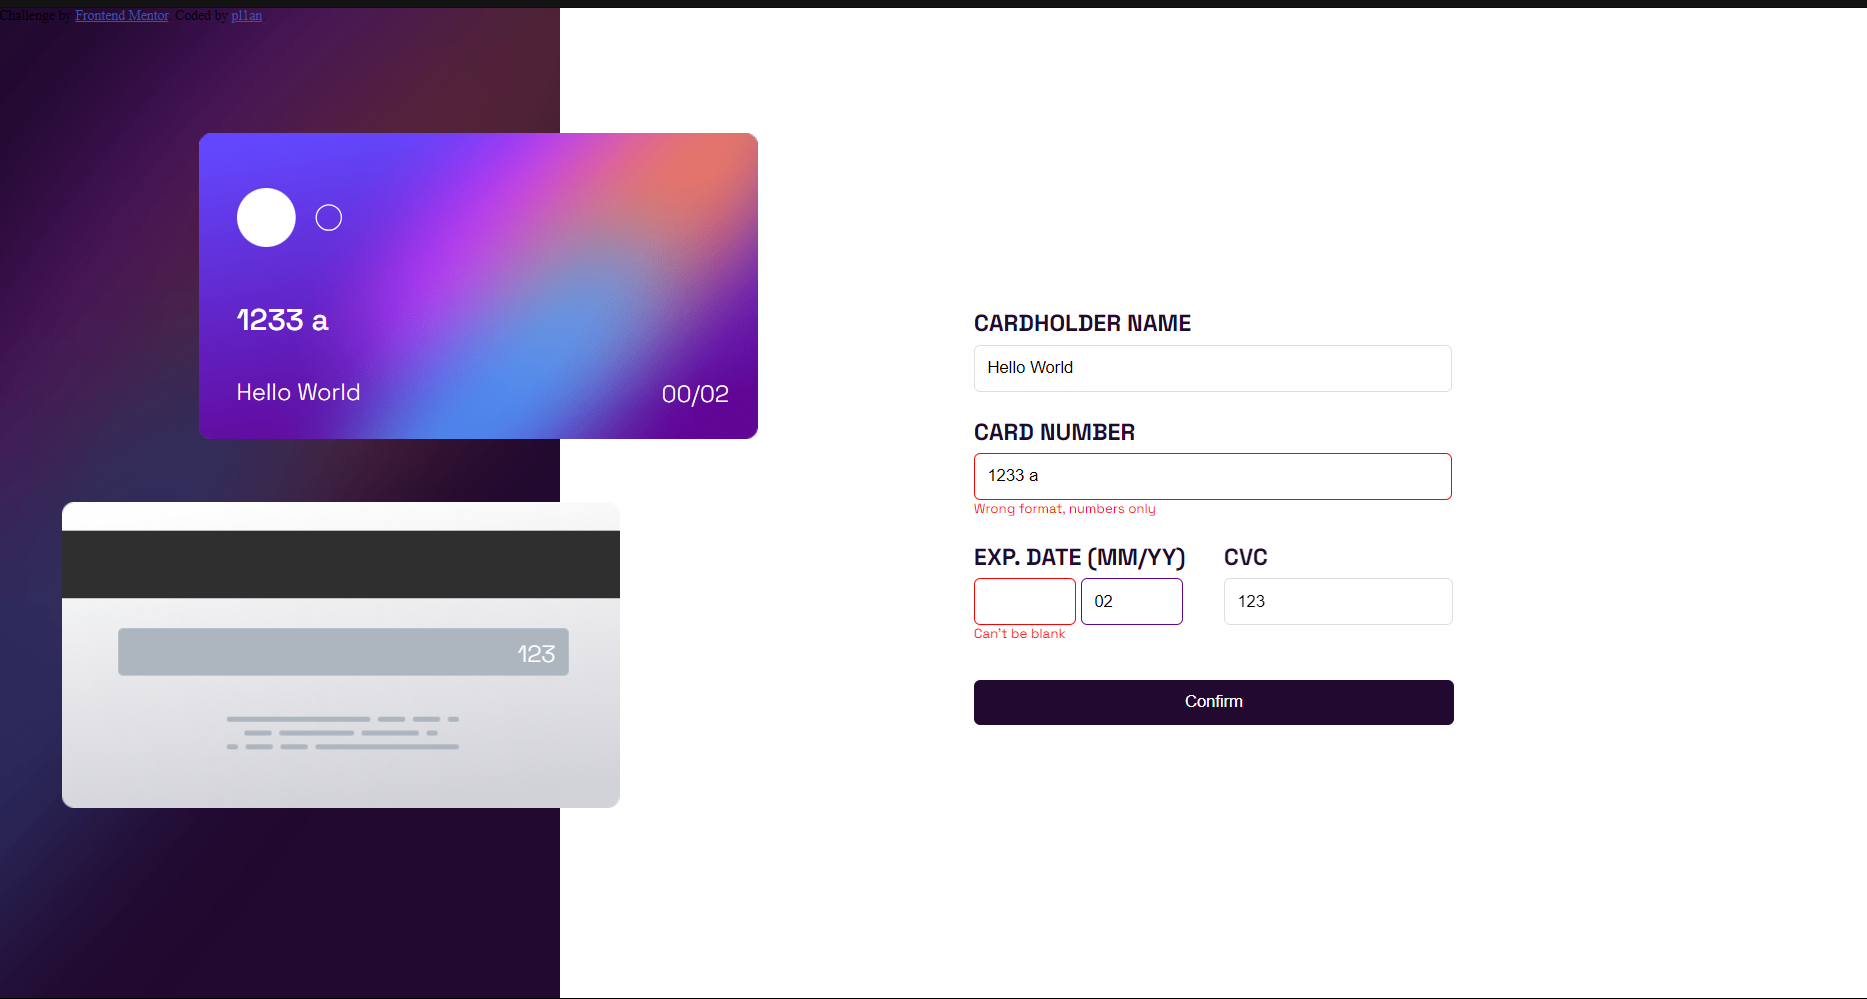 Challenge by Frontend Mentor. Coded by pl1an
1233 a
Hello World
00/02
123
CARDHOLDER NAME
Hello World
CARD NUMBER
1233 a
Wrong format, numbers only
EXP. DATE (MM/YY)
CVC
02
123
Can't be blank
Confirm